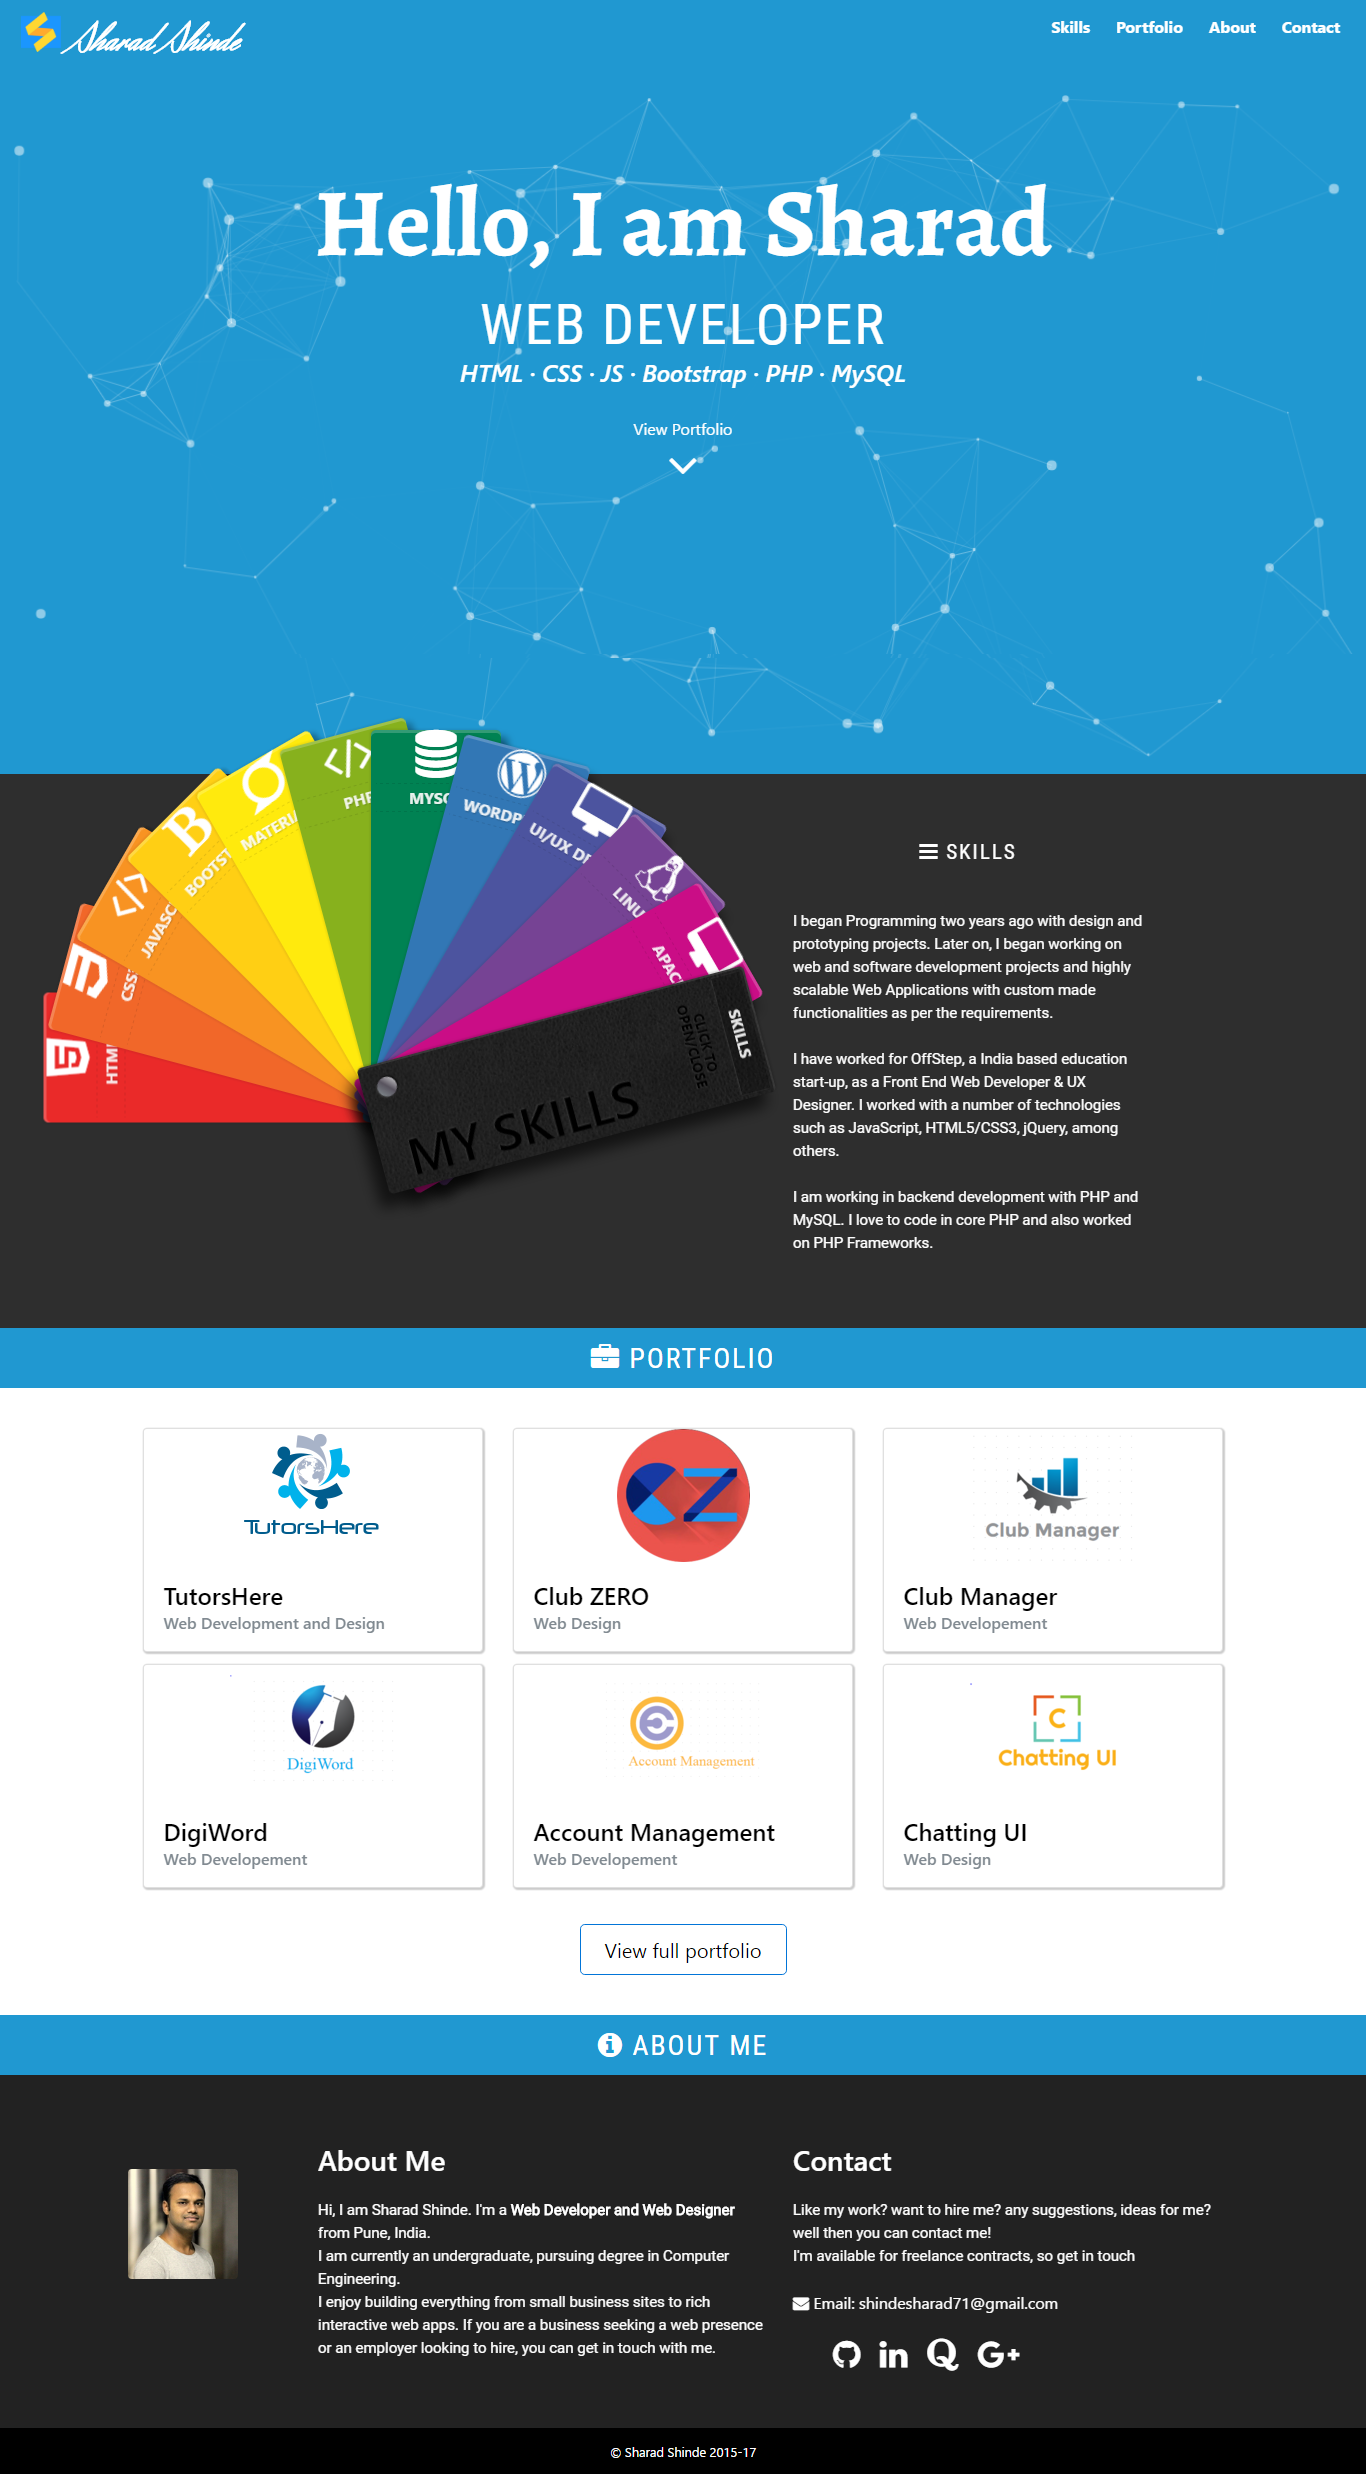 Sharad Shinde
Skills Portfolio About Contact
Hello, I am Sharad
WEB DEVELOPER
HTML · CSS · JS · Bootstrap · PHP · MySQL
View Portfolio
HTM
CSS
JAVASC
BOOTST
MATERIA
PHP
MYSQ
WORDP
UI/UX DE
LINU
APAC
SKILLS
CLICK TO
OPEN/CLOSE
MY SKILLS
SKILLS
I began Programming two years ago with design and
prototyping projects. Later on, I began working on
web and software development projects and highly
scalable Web Applications with custom made
functionalities as per the requirements.
I have worked for OffStep, a India based education
start-up, as a Front End Web Developer & UX
Designer. I worked with a number of technologies
such as JavaScript, HTML5/CSS3, jQuery, among
others.
I am working in backend development with PHP and
MySQL. I love to code in core PHP and also worked
on PHP Frameworks.
PORTFOLIO
TutorsHere
TutorsHere
Web Development and Design
CZ
Club ZERO
Web Design
Club Manager
Club Manager
Web Developement
DigiWord
DigiWord
Web Developement
Account Management
Account Management
Web Developement
C
Chatting UI
Chatting UI
Web Design
View full portfolio
ABOUT ME
About Me
Hi, I am Sharad Shinde. I'm a Web Developer and Web Designer
from Pune, India.
I am currently an undergraduate, pursuing degree in Computer
Engineering.
I enjoy building everything from small business sites to rich
interactive web apps. If you are a business seeking a web presence
or an employer looking to hire, you can get in touch with me.
Contact
Like my work? want to hire me? any suggestions, ideas for me?
well then you can contact me!
I'm available for freelance contracts, so get in touch
Email: shindesharad71@gmail.com
© Sharad Shinde 2015-17